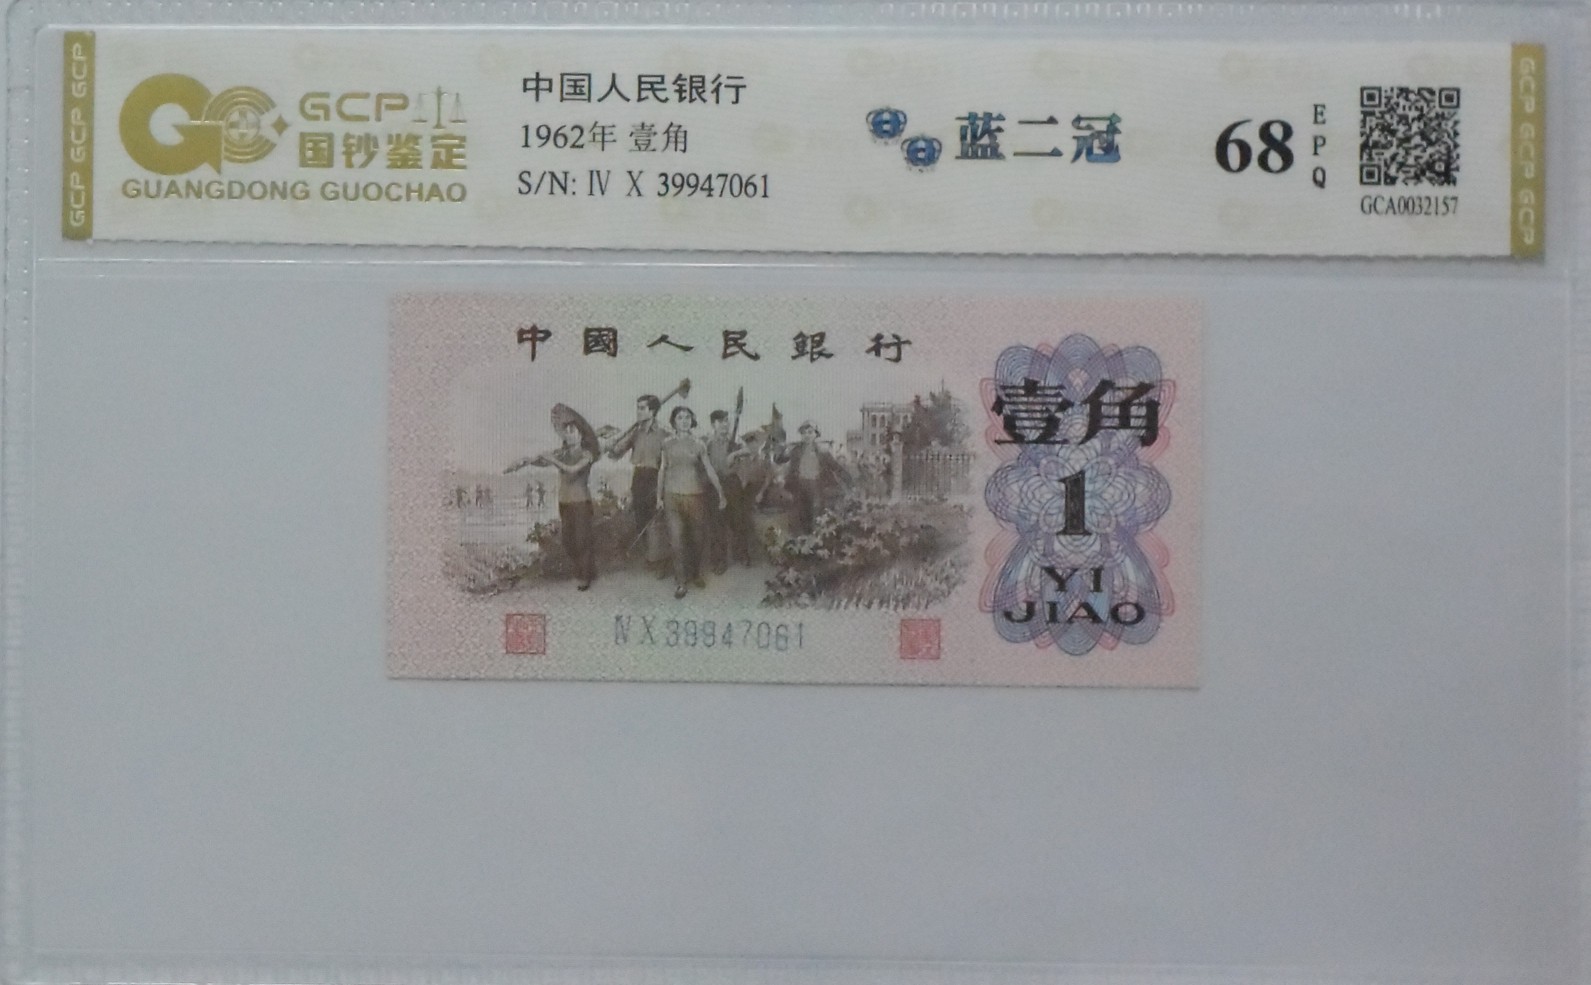 GCP GCP GCP
GCP
国钞鉴定
GUANGDONG GUOCHAO
中国人民银行
1962年 壹角
S/N: Ⅳ X 39947061
蓝二冠
68
EPQ
GCA0032157
GCP GCP GCP
中國人民銀行
壹角
1
YI
JIAO
Ⅳ X 39947061